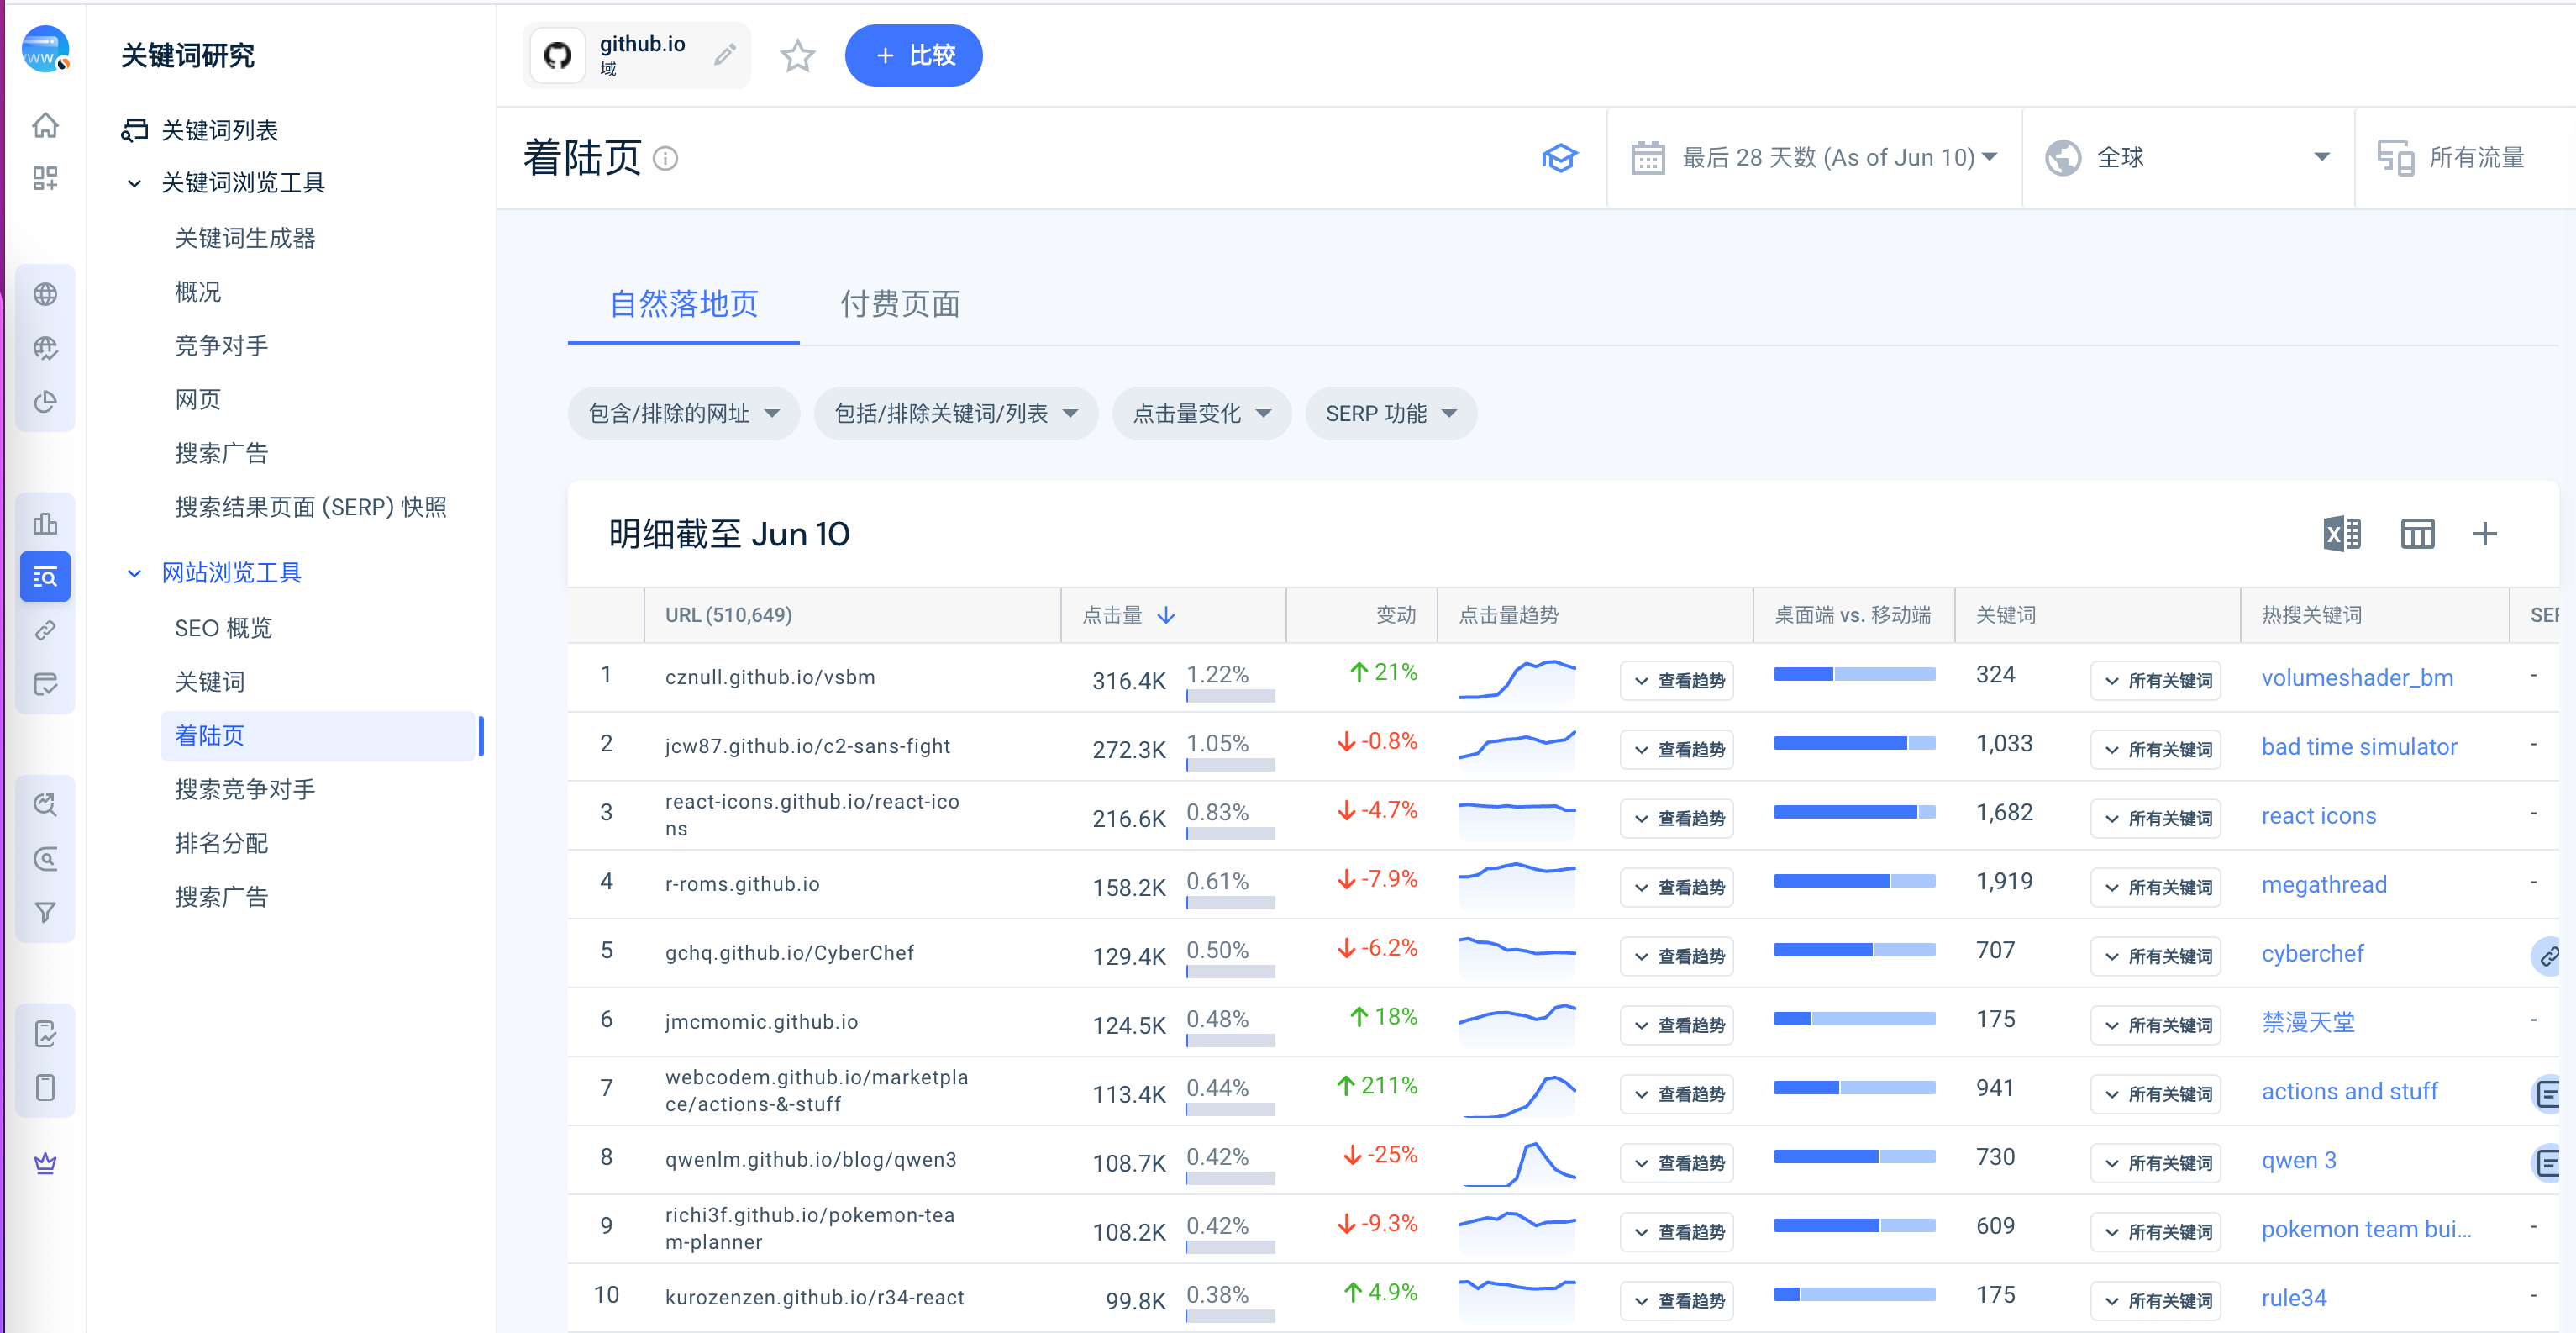 WW
关键词研究
关键词列表
关键词浏览工具
关键词生成器
概况
竞争对手
网页
搜索广告
搜索结果页面 (SERP) 快照
网站浏览工具
SEO 概览
关键词
着陆页
搜索竞争对手
排名分配
搜索广告
github.io
域
+ 比较
着陆页
最后 28 天数 (As of Jun 10)
全球
所有流量
自然落地页
付费页面
包含/排除的网址
包括/排除关键词/列表
点击量变化
SERP 功能
明细截至 Jun 10
URL (510,649) 点击量 变动 点击量趋势 桌面端 vs. 移动端 关键词 热搜关键词 SER
1 cznull.github.io/vsbm 316.4K 1.22% 21% 查看趋势 324 所有关键词 volumeshader_bm -
2 jcw87.github.io/c2-sans-fight 272.3K 1.05% -0.8% 查看趋势 1,033 所有关键词 bad time simulator -
3 react-icons.github.io/react-ico
ns 216.6K 0.83% -4.7% 查看趋势 1,682 所有关键词 react icons -
4 r-roms.github.io 158.2K 0.61% -7.9% 查看趋势 1,919 所有关键词 megathread -
5 gchq.github.io/CyberChef 129.4K 0.50% -6.2% 查看趋势 707 所有关键词 cyberchef
6 jmcmomic.github.io 124.5K 0.48% 18% 查看趋势 175 所有关键词 禁漫天堂 -
7 webcodem.github.io/marketpla
ce/actions-&-stuff 113.4K 0.44% 211% 查看趋势 941 所有关键词 actions and stuff
8 qwenlm.github.io/blog/qwen3 108.7K 0.42% -25% 查看趋势 730 所有关键词 qwen 3
9 richi3f.github.io/pokemon-tea
m-planner 108.2K 0.42% -9.3% 查看趋势 609 所有关键词 pokemon team bui... -
10 kurozenzen.github.io/r34-react 99.8K 0.38% 4.9% 查看趋势 175 所有关键词 rule34 -